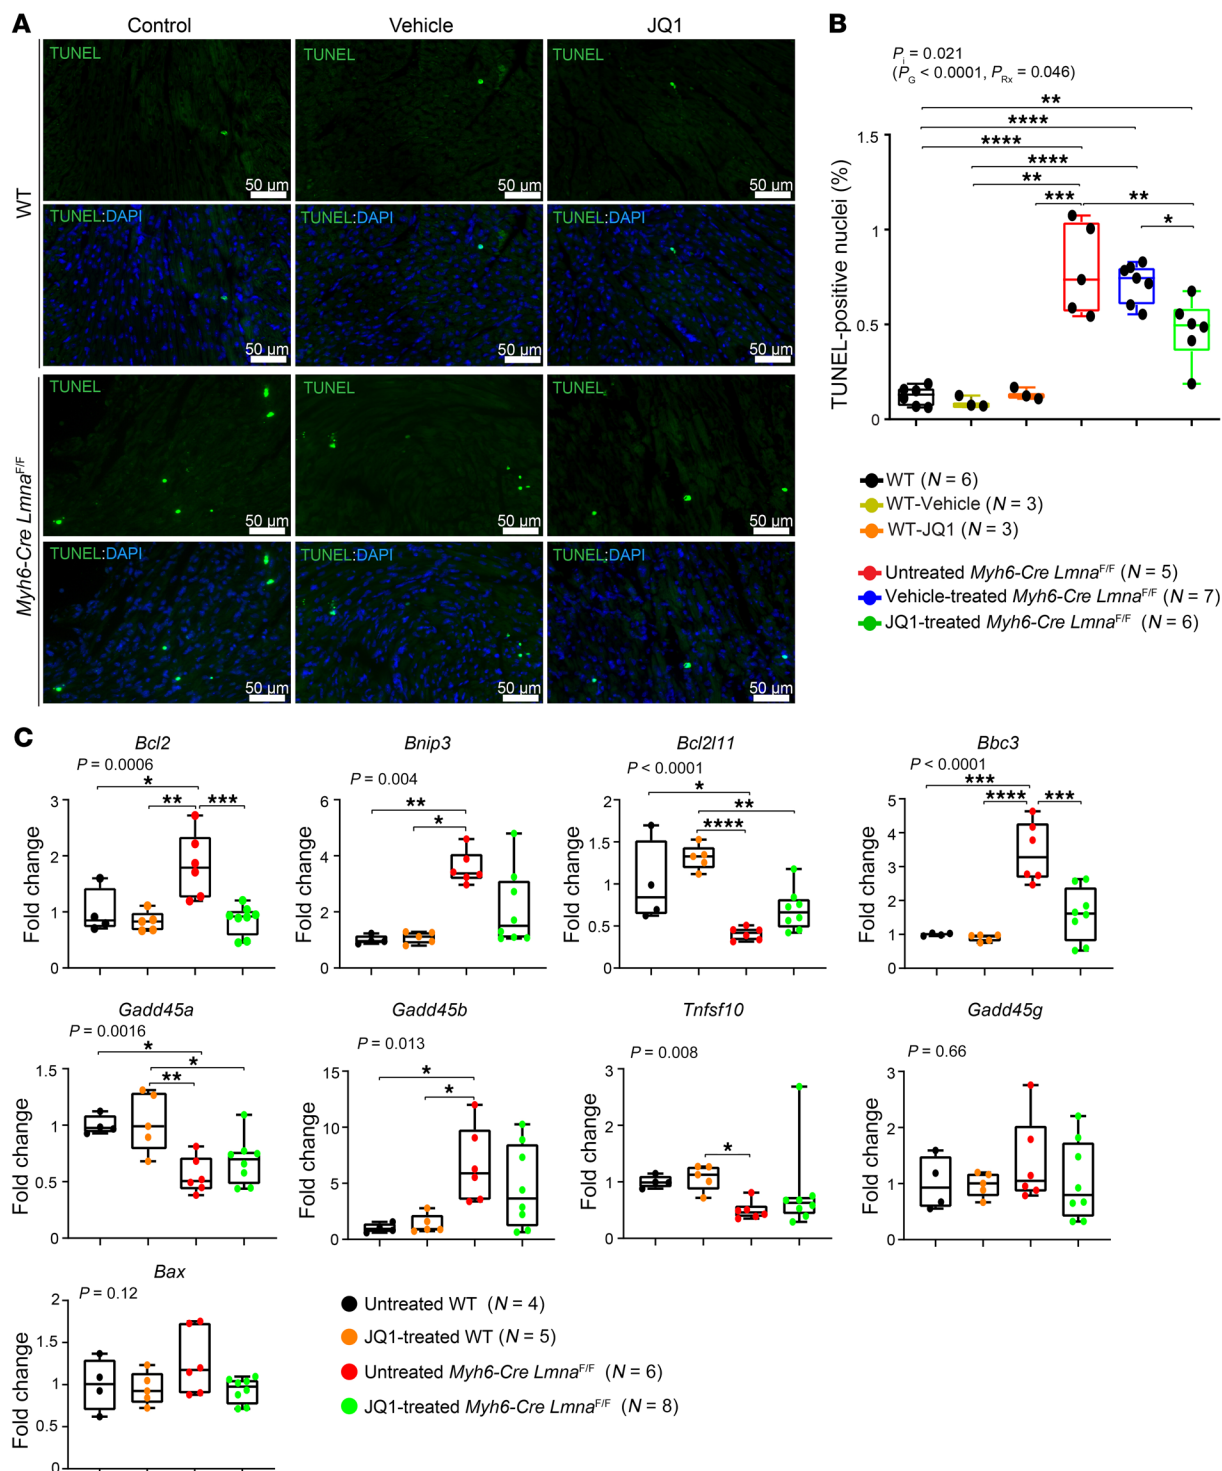 A
Control
Vehicle
JQ1
WT
TUNEL
TUNEL
TUNEL
50 µm
50 µm
50 µm
TUNEL:DAPI
TUNEL:DAPI
TUNEL:DAPI
50 µm
50 µm
50 µm
Myh6-Cre Lmna^F/F
TUNEL
TUNEL
TUNEL
50 µm
50 µm
50 µm
TUNEL:DAPI
TUNEL:DAPI
TUNEL:DAPI
50 µm
50 µm
50 µm
B
Pi = 0.021
(PG < 0.0001, PRx = 0.046)
**
****
****
****
**
*** **
*
TUNEL-positive nuclei (%)
1.5
1
0.5
0
WT (N = 6)
WT-Vehicle (N = 3)
WT-JQ1 (N = 3)
Untreated Myh6-Cre Lmna^F/F (N = 5)
Vehicle-treated Myh6-Cre Lmna^F/F (N = 7)
JQ1-treated Myh6-Cre Lmna^F/F (N = 6)
C
Bcl2
P = 0.0006
*
** ***
Fold change
3
2
1
0
Bnip3
P = 0.004
**
*
Fold change
6
4
2
0
Bcl2l11
P < 0.0001
*
**
****
Fold change
2
1.5
1
0.5
0
Bbc3
P < 0.0001
***
**** ***
Fold change
5
4
3
2
1
0
Gadd45a
P = 0.0016
*
*
**
Fold change
1.5
1
0.5
0
Gadd45b
P = 0.013
*
*
Fold change
15
10
5
0
Tnfsf10
P = 0.008
*
Fold change
3
2
1
0
Gadd45g
P = 0.66
Fold change
3
2
1
0
Bax
P = 0.12
Fold change
2
1.5
1
0.5
0
Untreated WT (N = 4)
JQ1-treated WT (N = 5)
Untreated Myh6-Cre Lmna^F/F (N = 6)
JQ1-treated Myh6-Cre Lmna^F/F (N = 8)